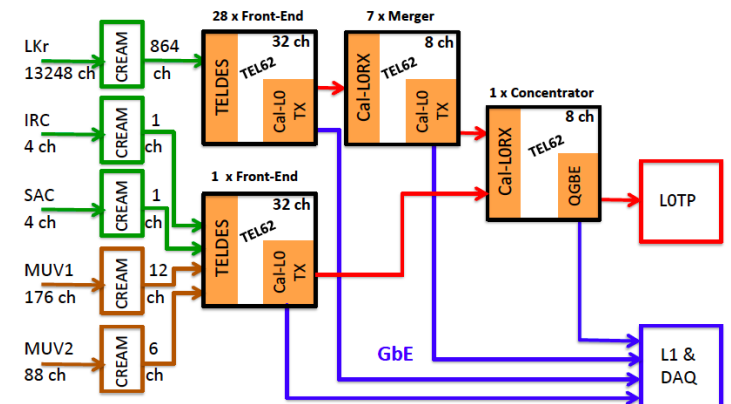 28 x Front-End
7 x Merger
LKr
13248 ch
CREAM
864
ch
TELDES
32 ch
TEL62
Cal-L0
TX
Cal-L0RX
8 ch
TEL62
Cal-L0
TX
1 x Concentrator
IRC
4 ch
CREAM
1
ch
Cal-L0RX
8 ch
TEL62
QGBE
L0TP
SAC
4 ch
CREAM
1
ch
1 x Front-End
TELDES
32 ch
TEL62
Cal-L0
TX
MUV1
176 ch
CREAM
12
ch
MUV2
88 ch
CREAM
6
ch
GbE
L1 &
DAQ